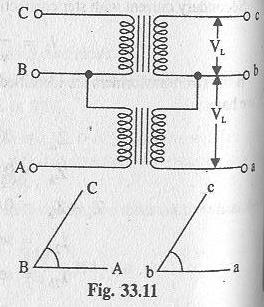 C c
V_L
B b
V_L
A a
C c
B A b a
Fig. 33.11